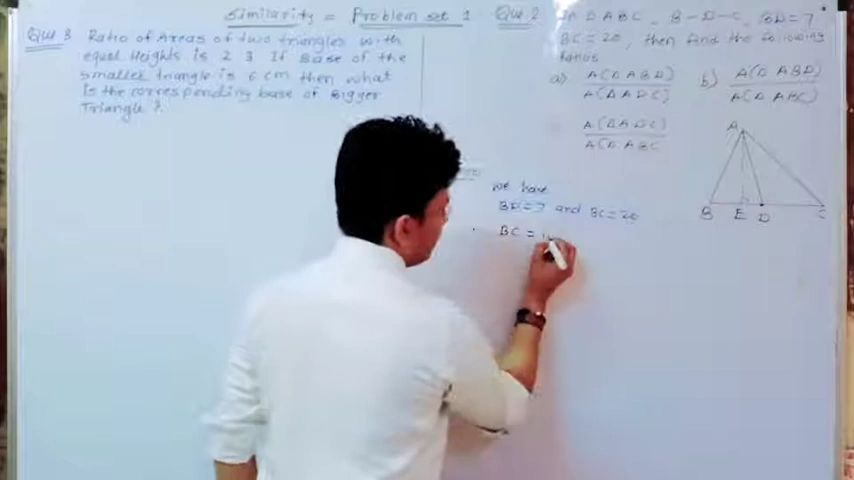 Similarity = Problem set 1
Que 3 Ratio of Areas of two triangles with
equal Heights is 2 3 If Base of the
smaller triangle is 6 cm then what
is the corresponding base of Bigger
Triangle ?
Que 2 In Δ ABC , B-D-C, BD = 7
BC = 20, then find the following
ratios
a) A(Δ ABD) / A(Δ ADC) b) A(Δ ABD) / A(Δ ABC)
A(Δ ADC) / A(Δ ABC
A
B E D C
we have
BD = 7 and BC = 20
BC =